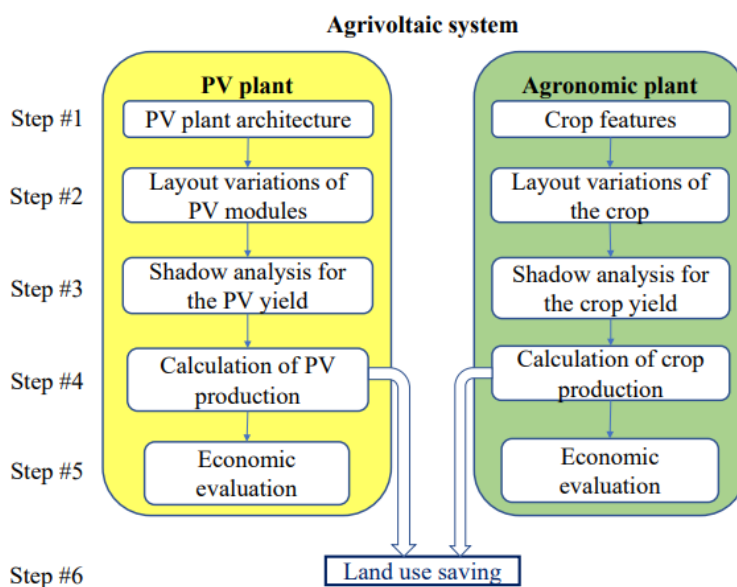 Agrivoltaic system
PV plant
Agronomic plant
Step #1
PV plant architecture
Crop features
Step #2
Layout variations of
PV modules
Layout variations of
the crop
Step #3
Shadow analysis for
the PV yield
Shadow analysis for
the crop yield
Step #4
Calculation of PV
production
Calculation of crop
production
Step #5
Economic
evaluation
Economic
evaluation
Step #6
Land use saving